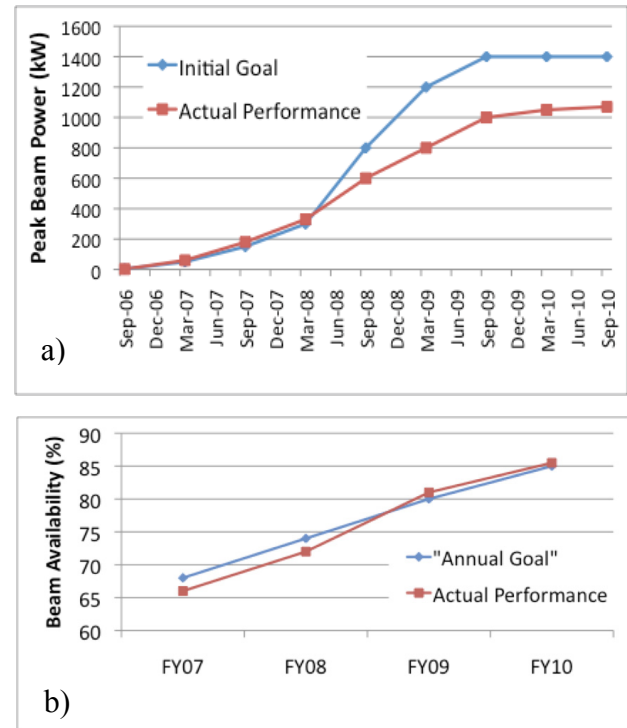 Peak Beam Power (kW)
1600
1400
1200
1000
800
600
400
200
0
Initial Goal
Actual Performance
Sep-06
Dec-06
Mar-07
Jun-07
Sep-07
Dec-07
Mar-08
Jun-08
Sep-08
Dec-08
Mar-09
Jun-09
Sep-09
Dec-09
Mar-10
Jun-10
Sep-10
a)
Beam Availability (%)
90
85
80
75
70
65
60
"Annual Goal"
Actual Performance
FY07 FY08 FY09 FY10
b)